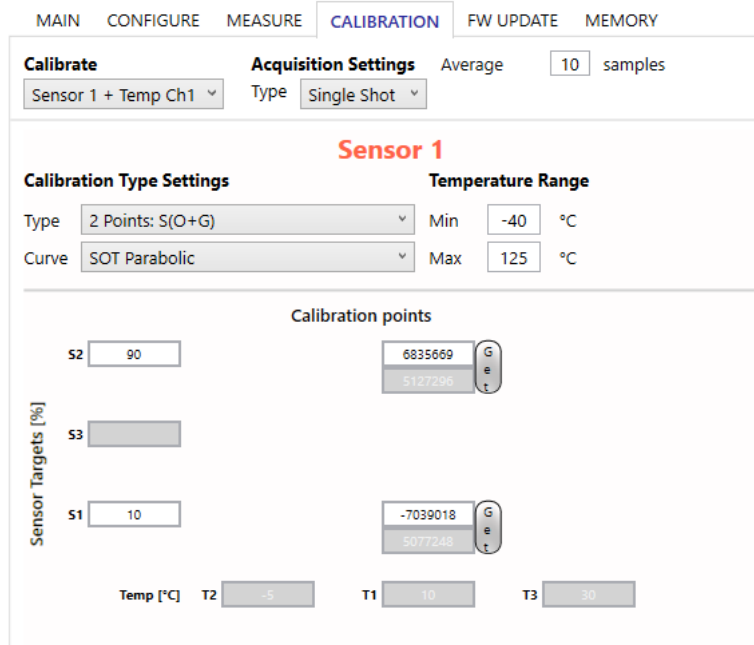 MAIN CONFIGURE MEASURE CALIBRATION FW UPDATE MEMORY
Calibrate Acquisition Settings Average 10 samples
Sensor 1 + Temp Ch1 Type Single Shot
Sensor 1
Calibration Type Settings Temperature Range
Type 2 Points: S(O+G) Min -40 °C
Curve SOT Parabolic Max 125 °C
Calibration points
Sensor Targets [%]
S2 90 6835669 Get
5127296
S3
S1 10 -7039018 Get
5077248
Temp [°C] T2 -5 T1 10 T3 30